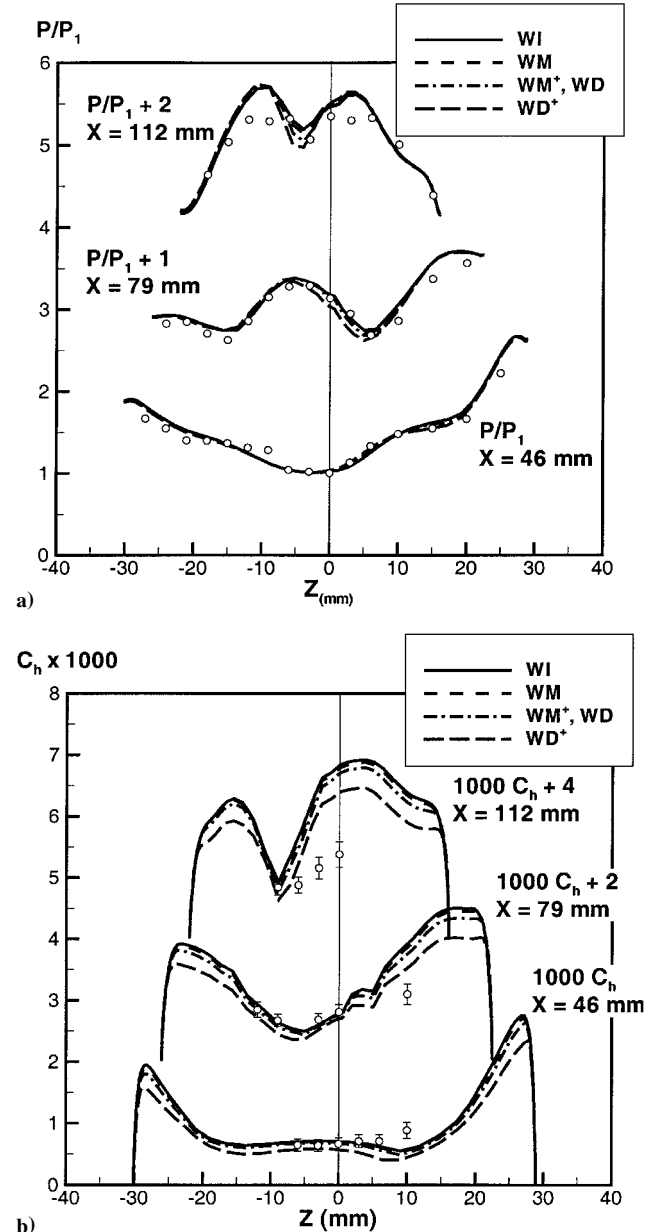 P/P₁
WI
WM
WM⁺, WD
WD⁺
6
5
4
3
2
1
0
P/P₁ + 2
X = 112 mm
P/P₁ + 1
X = 79 mm
P/P₁
X = 46 mm
-40 -30 -20 -10 0 10 20 30 40
Z(mm)
a)
Cₕ x 1000
WI
WM
WM⁺, WD
WD⁺
8
7
6
5
4
3
2
1
0
1000 Cₕ + 4
X = 112 mm
1000 Cₕ + 2
X = 79 mm
1000 Cₕ
X = 46 mm
-40 -30 -20 -10 0 10 20 30 40
Z (mm)
b)